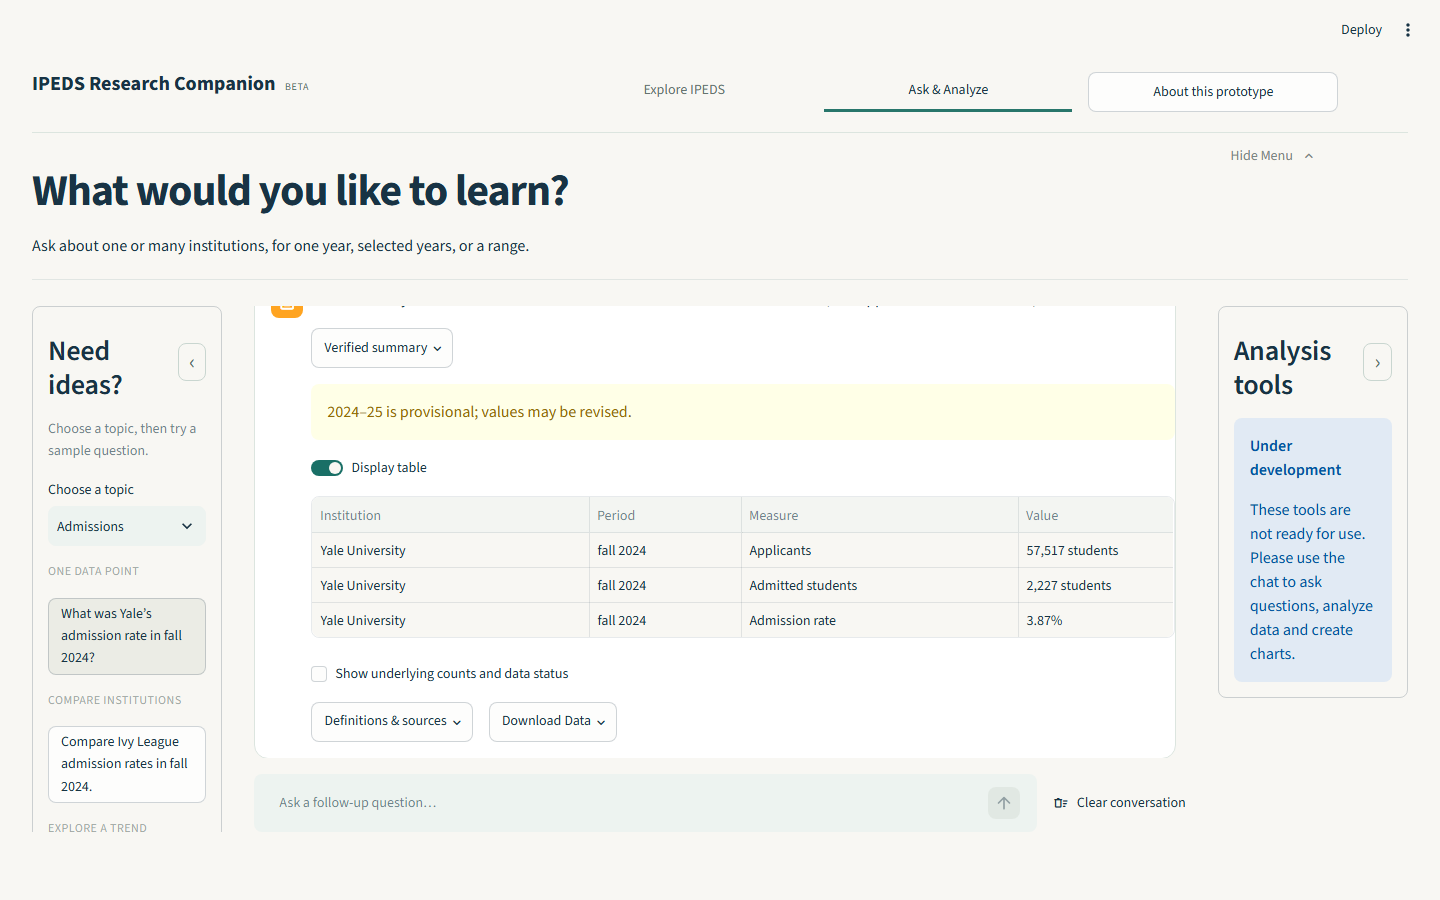 Deploy
IPEDS Research Companion BETA
Explore IPEDS
Ask & Analyze
About this prototype
Hide Menu
What would you like to learn?
Ask about one or many institutions, for one year, selected years, or a range.
Need
ideas?
Choose a topic, then try a
sample question.
Choose a topic
Admissions
ONE DATA POINT
What was Yale's
admission rate in fall
2024?
COMPARE INSTITUTIONS
Compare Ivy League
admission rates in fall
2024.
EXPLORE A TREND
Verified summary
2024–25 is provisional; values may be revised.
Display table
Institution Period Measure Value
Yale University fall 2024 Applicants 57,517 students
Yale University fall 2024 Admitted students 2,227 students
Yale University fall 2024 Admission rate 3.87%
Show underlying counts and data status
Definitions & sources
Download Data
Ask a follow-up question…
Clear conversation
Analysis
tools
Under
development
These tools are
not ready for use.
Please use the
chat to ask
questions, analyze
data and create
charts.